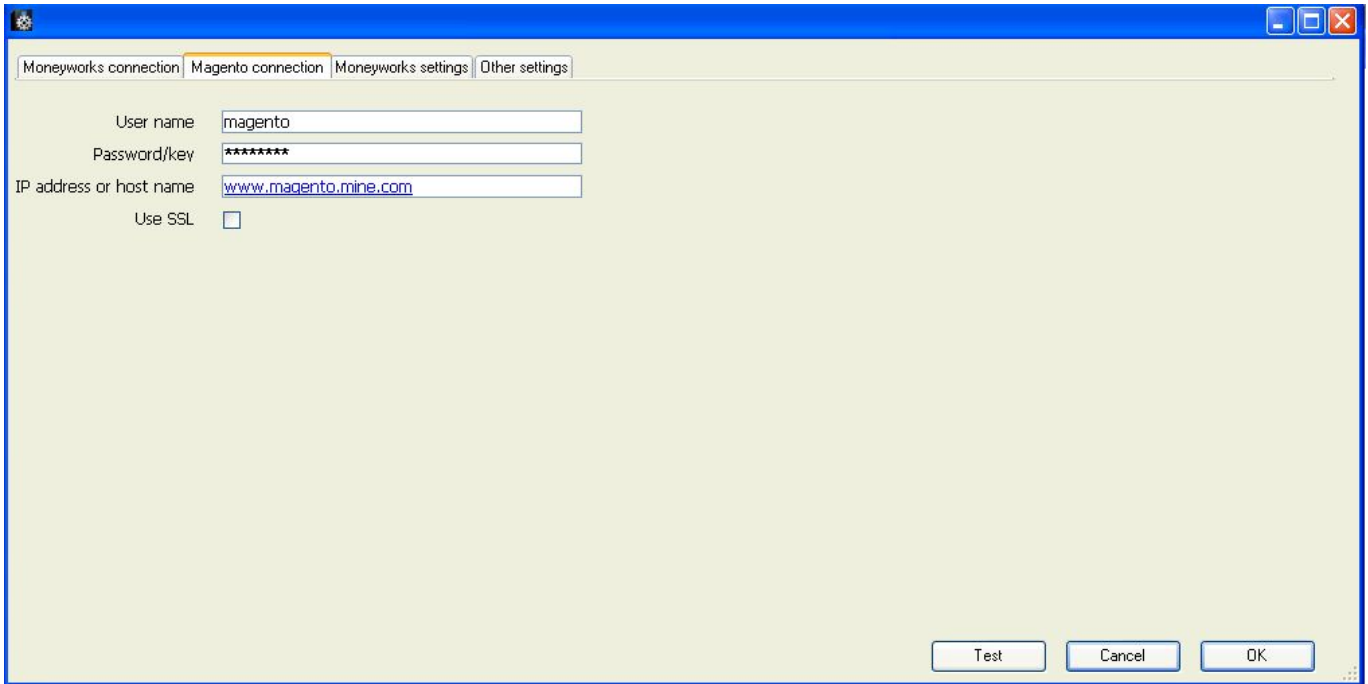 Moneyworks connection Magento connection Moneyworks settings Other settings
User name magento
Password/key ********
IP address or host name www.magento.mine.com
Use SSL
Test Cancel OK